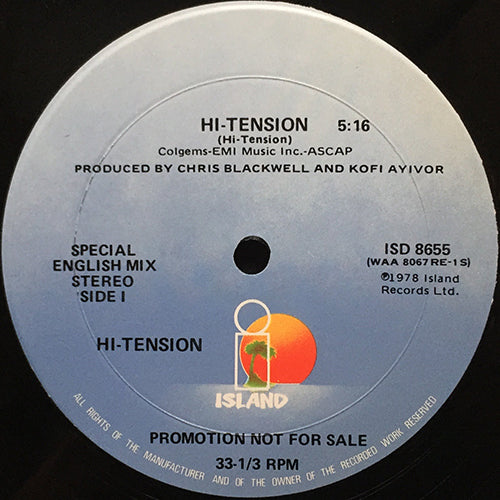 HI-TENSION 5:16
(Hi-Tension)
Colgems-EMI Music Inc.-ASCAP
PRODUCED BY CHRIS BLACKWELL AND KOFI AYIVOR
SPECIAL
ENGLISH MIX
STEREO
SIDE I
ISD 8655
(WAA 8067 RE-1S)
℗1978 Island
Records Ltd.
HI-TENSION
i
ISLAND
PROMOTION NOT FOR SALE
33-1/3 RPM
ALL RIGHTS OF THE MANUFACTURER AND OF THE OWNER OF THE RECORDED WORK RESERVED